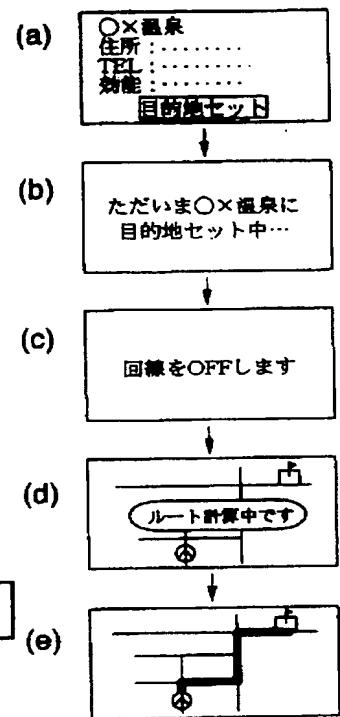 (a)
○×温泉
住所：.........
TEL：.........
効能：.........
目的地セット
(b)
ただいま○×温泉に
目的地セット中…
(c)
回線をOFFします
(d)
ルート計算中です
(e)